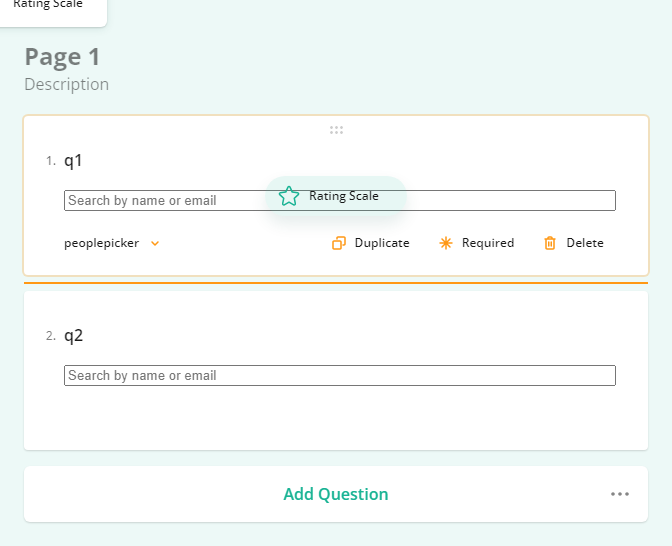 Rating Scale
Page 1
Description
1. q1
Search by name or email
Rating Scale
peoplepicker
Duplicate
Required
Delete
2. q2
Search by name or email
Add Question